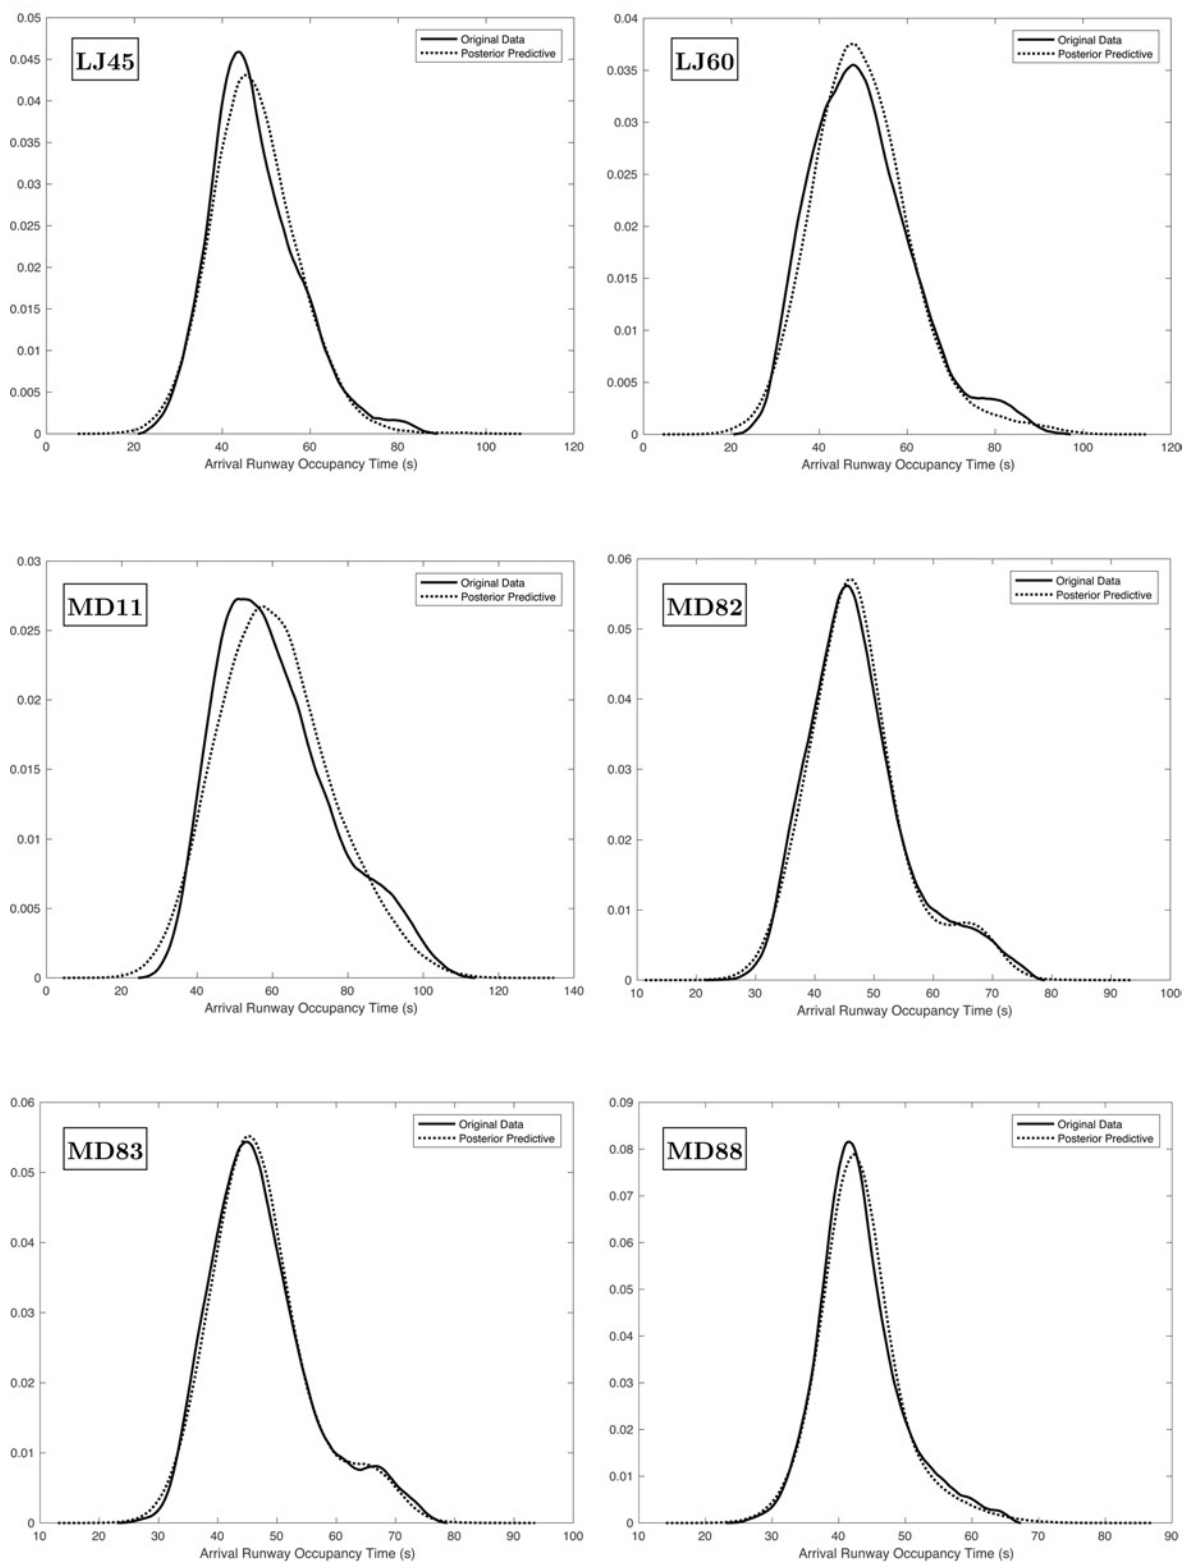 LJ45
Original Data
Posterior Predictive
0.05
0.045
0.04
0.035
0.03
0.025
0.02
0.015
0.01
0.005
0
0 20 40 60 80 100 120
Arrival Runway Occupancy Time (s)
LJ60
Original Data
Posterior Predictive
0.04
0.035
0.03
0.025
0.02
0.015
0.01
0.005
0
0 20 40 60 80 100 120
Arrival Runway Occupancy Time (s)
MD11
Original Data
Posterior Predictive
0.03
0.025
0.02
0.015
0.01
0.005
0
0 20 40 60 80 100 120 140
Arrival Runway Occupancy Time (s)
MD82
Original Data
Posterior Predictive
0.06
0.05
0.04
0.03
0.02
0.01
0
10 20 30 40 50 60 70 80 90 100
Arrival Runway Occupancy Time (s)
MD83
Original Data
Posterior Predictive
0.06
0.05
0.04
0.03
0.02
0.01
0
10 20 30 40 50 60 70 80 90 100
Arrival Runway Occupancy Time (s)
MD88
Original Data
Posterior Predictive
0.09
0.08
0.07
0.06
0.05
0.04
0.03
0.02
0.01
0
10 20 30 40 50 60 70 80 90
Arrival Runway Occupancy Time (s)